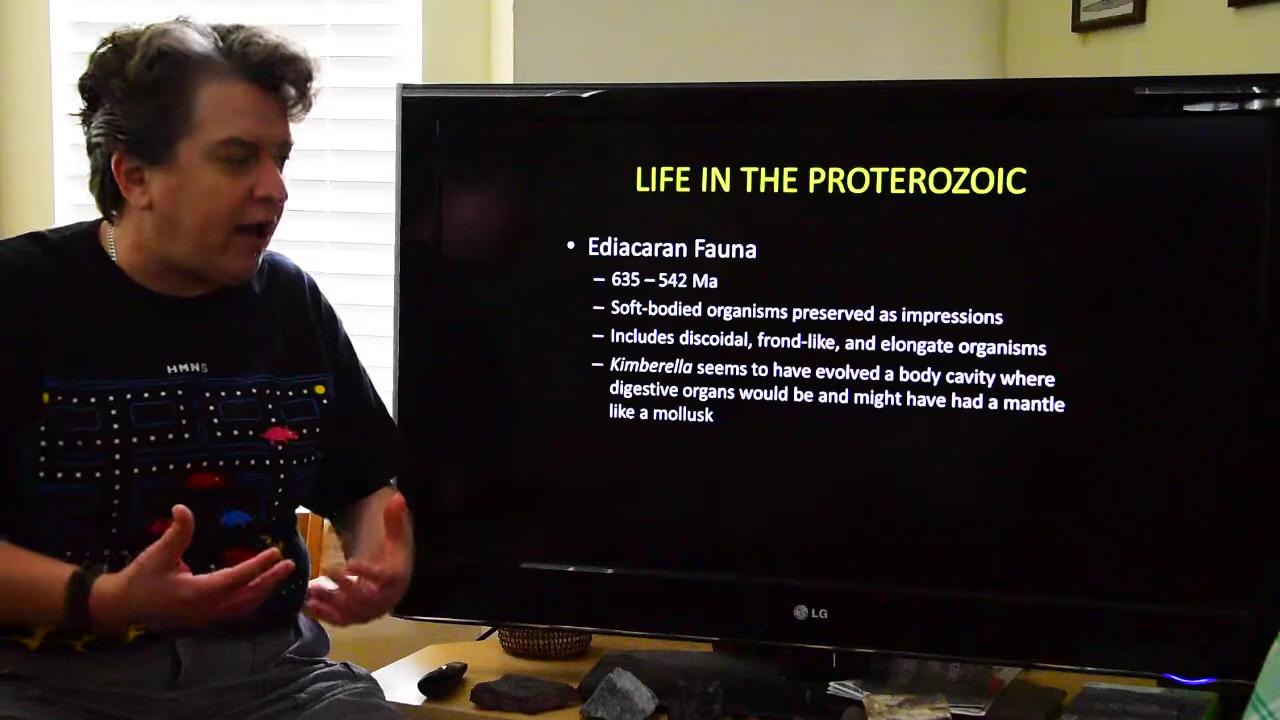 LIFE IN THE PROTEROZOIC
• Ediacaran Fauna
– 635 – 542 Ma
– Soft-bodied organisms preserved as impressions
– Includes discoidal, frond-like, and elongate organisms
– Kimberella seems to have evolved a body cavity where
digestive organs would be and might have had a mantle
like a mollusk
HMNS
LG